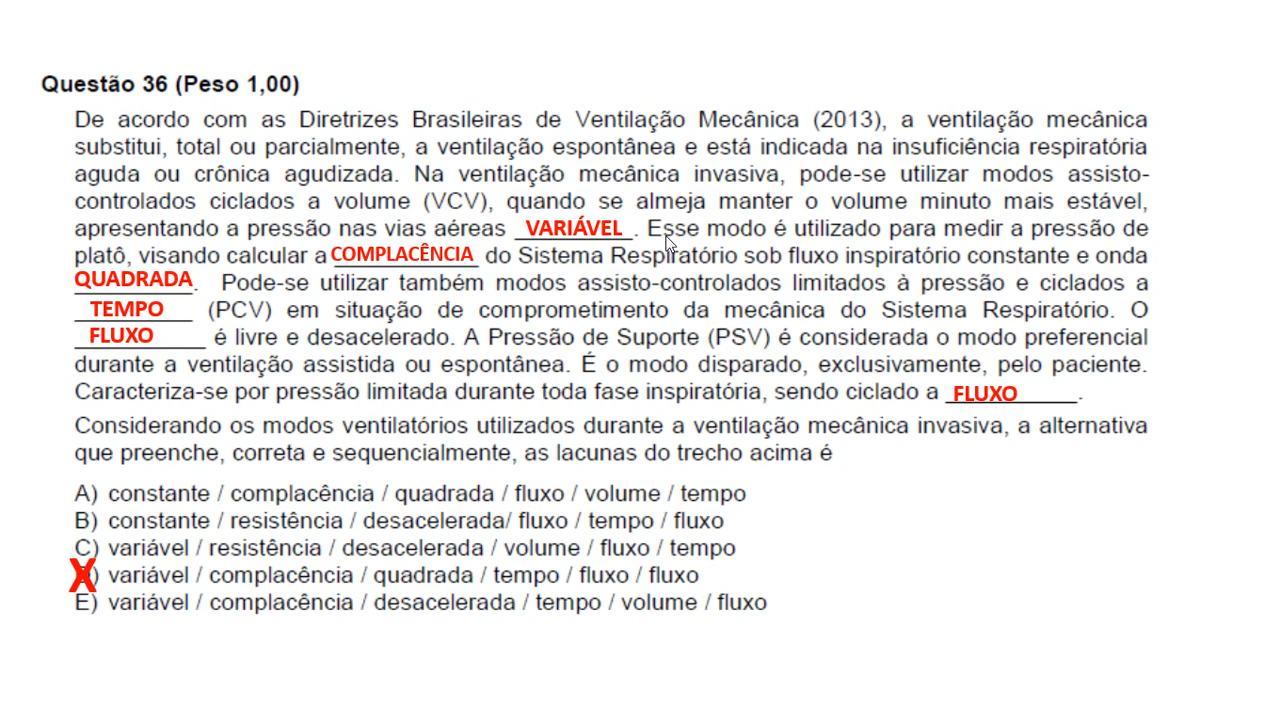 Questão 36 (Peso 1,00)
De acordo com as Diretrizes Brasileiras de Ventilação Mecânica (2013), a ventilação mecânica
substitui, total ou parcialmente, a ventilação espontânea e está indicada na insuficiência respiratória
aguda ou crônica agudizada. Na ventilação mecânica invasiva, pode-se utilizar modos assisto-
controlados ciclados a volume (VCV), quando se almeja manter o volume minuto mais estável,
apresentando a pressão nas vias aéreas VARIÁVEL. Esse modo é utilizado para medir a pressão de
platô, visando calcular a COMPLACÊNCIA do Sistema Respiratório sob fluxo inspiratório constante e onda
QUADRADA. Pode-se utilizar também modos assisto-controlados limitados à pressão e ciclados a
TEMPO (PCV) em situação de comprometimento da mecânica do Sistema Respiratório. O
FLUXO é livre e desacelerado. A Pressão de Suporte (PSV) é considerada o modo preferencial
durante a ventilação assistida ou espontânea. É o modo disparado, exclusivamente, pelo paciente.
Caracteriza-se por pressão limitada durante toda fase inspiratória, sendo ciclado a FLUXO.
Considerando os modos ventilatórios utilizados durante a ventilação mecânica invasiva, a alternativa
que preenche, correta e sequencialmente, as lacunas do trecho acima é
A) constante / complacência / quadrada / fluxo / volume / tempo
B) constante / resistência / desacelerada/ fluxo / tempo / fluxo
C) variável / resistência / desacelerada / volume / fluxo / tempo
X) variável / complacência / quadrada / tempo / fluxo / fluxo
E) variável / complacência / desacelerada / tempo / volume / fluxo